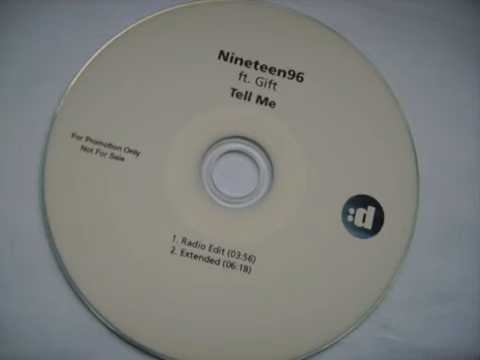 Nineteen96
ft. Gift
Tell Me
For Promotion Only
Not For Sale
:d
1. Radio Edit (03:56)
2. Extended (06:18)